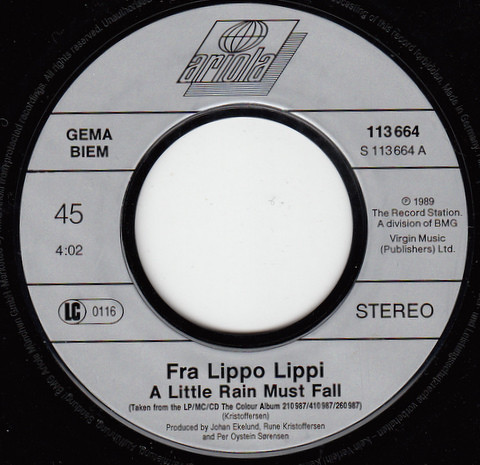 ariola
GEMA
BIEM
113 664
S 113 664 A
45
4:02
℗ 1989
The Record Station.
A division of BMG
Virgin Music
(Publishers) Ltd.
LC 0116
STEREO
Fra Lippo Lippi
A Little Rain Must Fall
(Taken from the LP/MC/CD The Colour Album 210 987/410 987/260 987)
(Kristoffersen)
Produced by Johan Ekelund, Rune Kristoffersen
and Per Oystein Sørensen